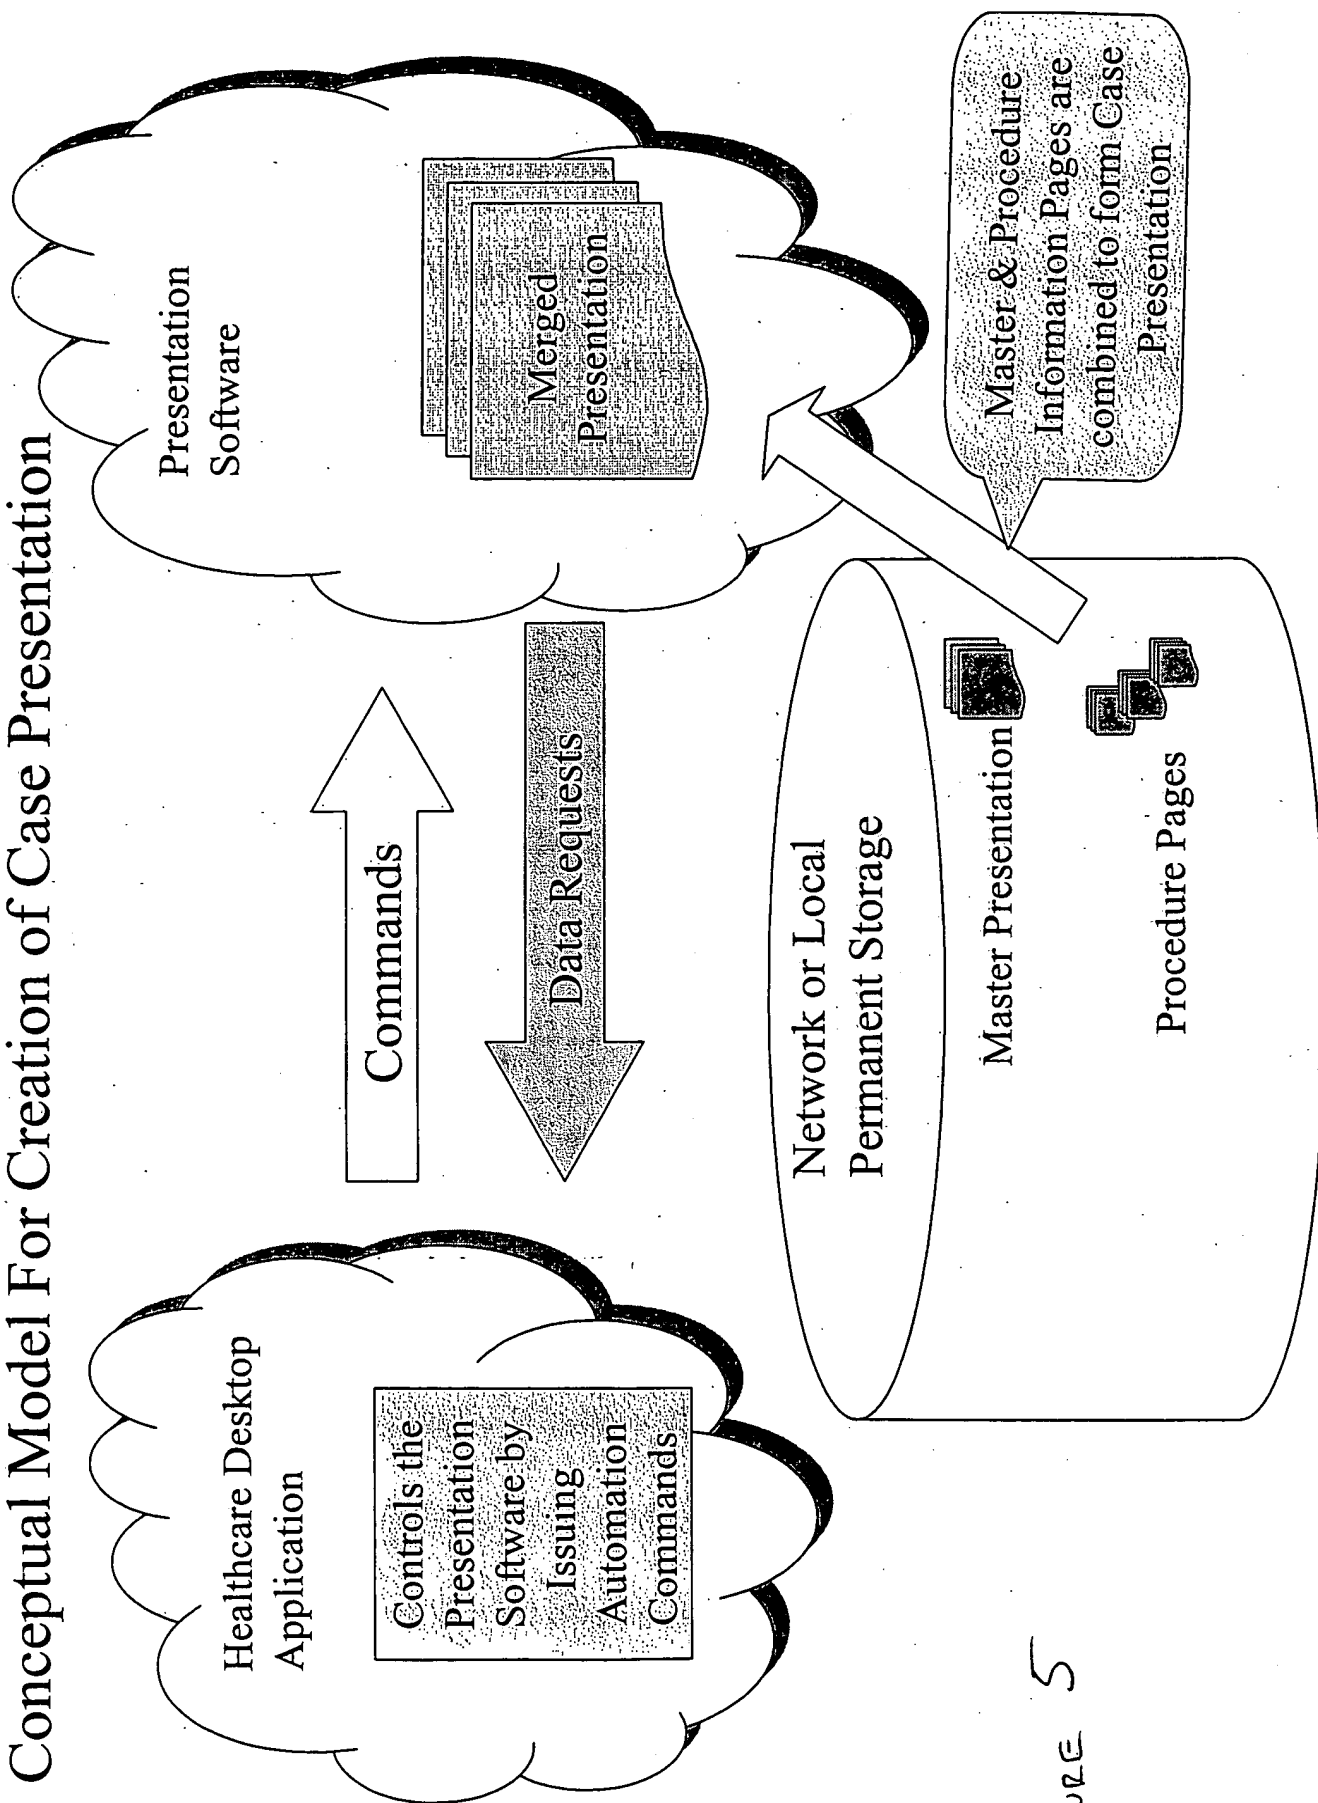 Conceptual Model For Creation of Case Presentation
Healthcare Desktop
Application
Controls the
Presentation
Software by
Issuing
Automation
Commands
Commands
Data Requests
Presentation
Software
Merged
Presentation
Network or Local
Permanent Storage
Master Presentation
Procedure Pages
Master & Procedure
Information Pages are
combined to form Case
Presentation
URE 5